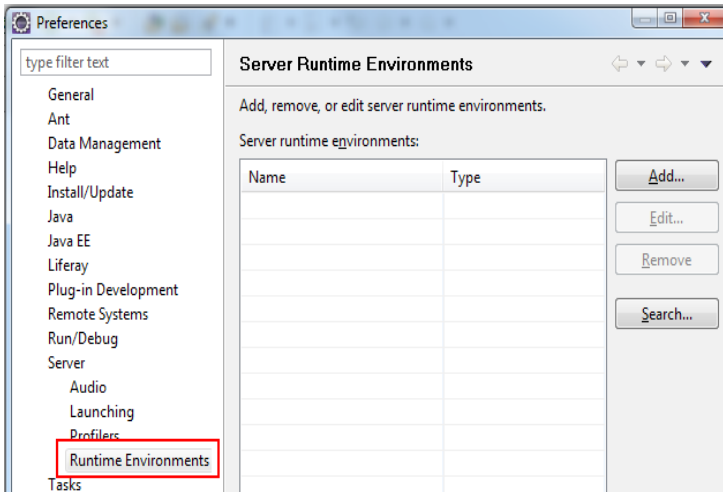 Preferences
type filter text
General
Ant
Data Management
Help
Install/Update
Java
Java EE
Liferay
Plug-in Development
Remote Systems
Run/Debug
Server
Audio
Launching
Profilers
Runtime Environments
Tasks
Server Runtime Environments
Add, remove, or edit server runtime environments.
Server runtime environments:
Name Type
Add...
Edit...
Remove
Search...